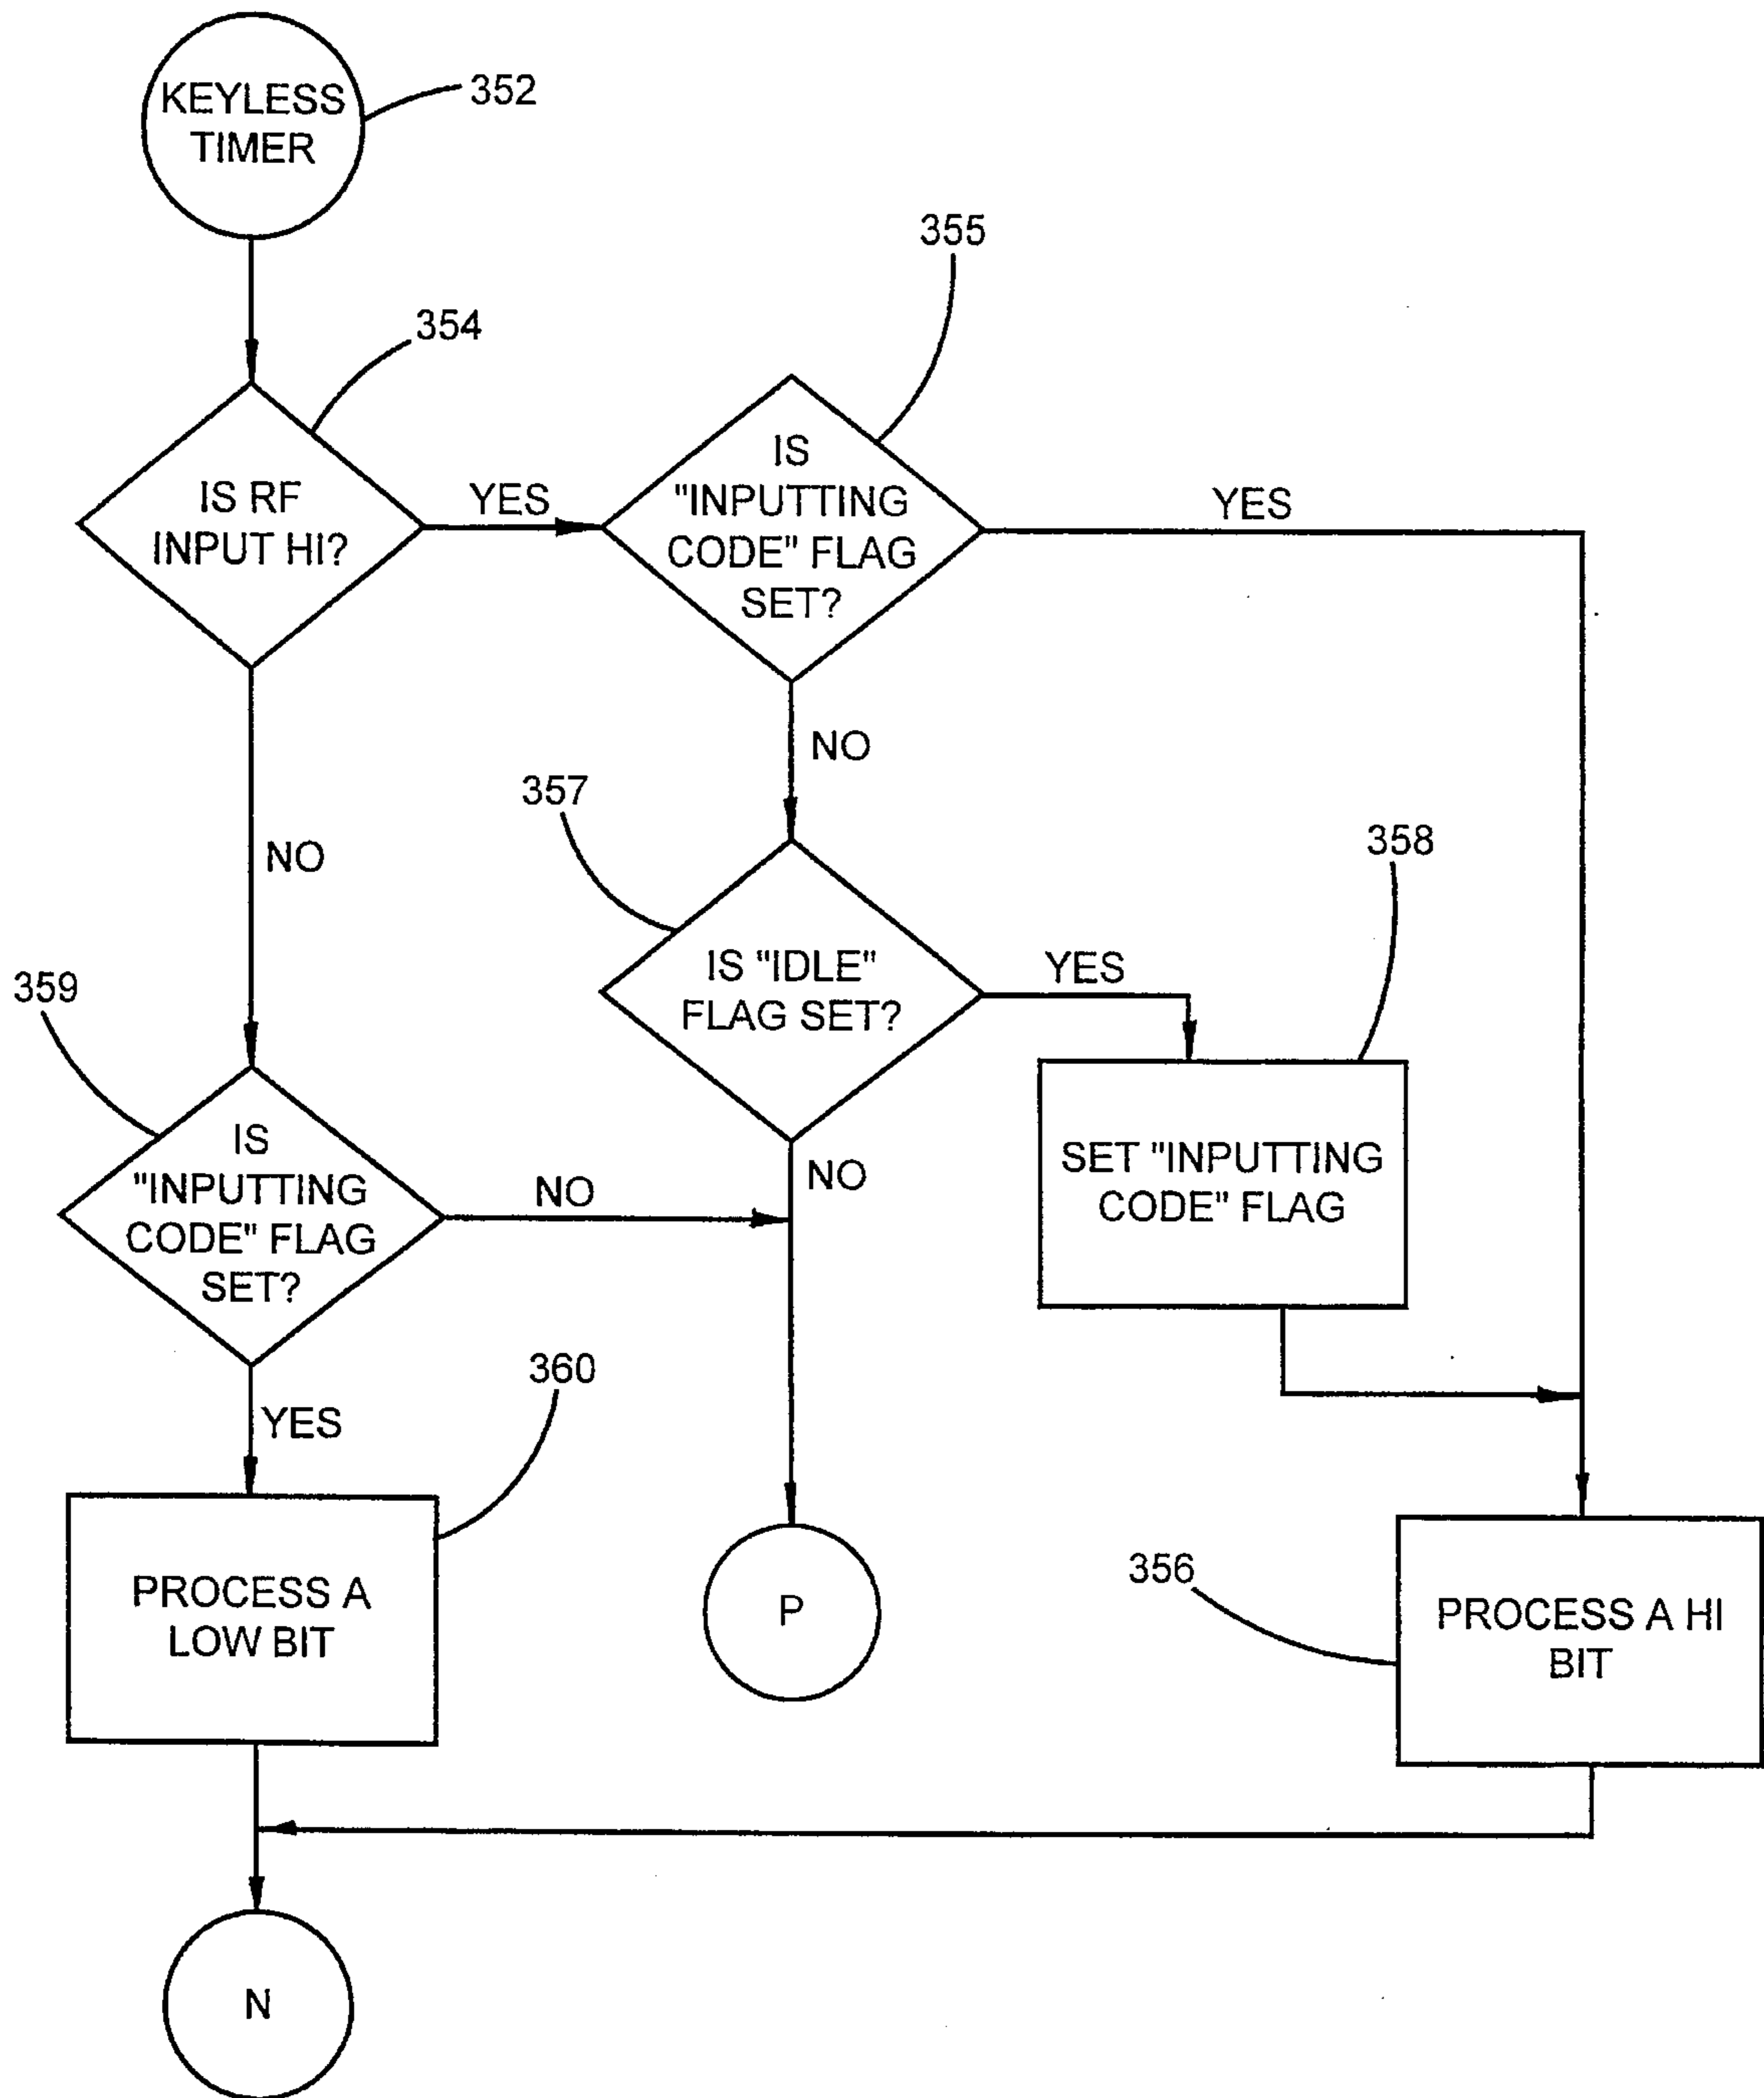 KEYLESS
TIMER
352
355
354
IS RF
INPUT HI?
YES
IS
"INPUTTING
CODE" FLAG
SET?
YES
NO
357
358
NO
IS "IDLE"
FLAG SET?
YES
359
IS
"INPUTTING
CODE" FLAG
SET?
NO
NO
SET "INPUTTING
CODE" FLAG
360
YES
PROCESS A
LOW BIT
P
356
PROCESS A HI
BIT
N